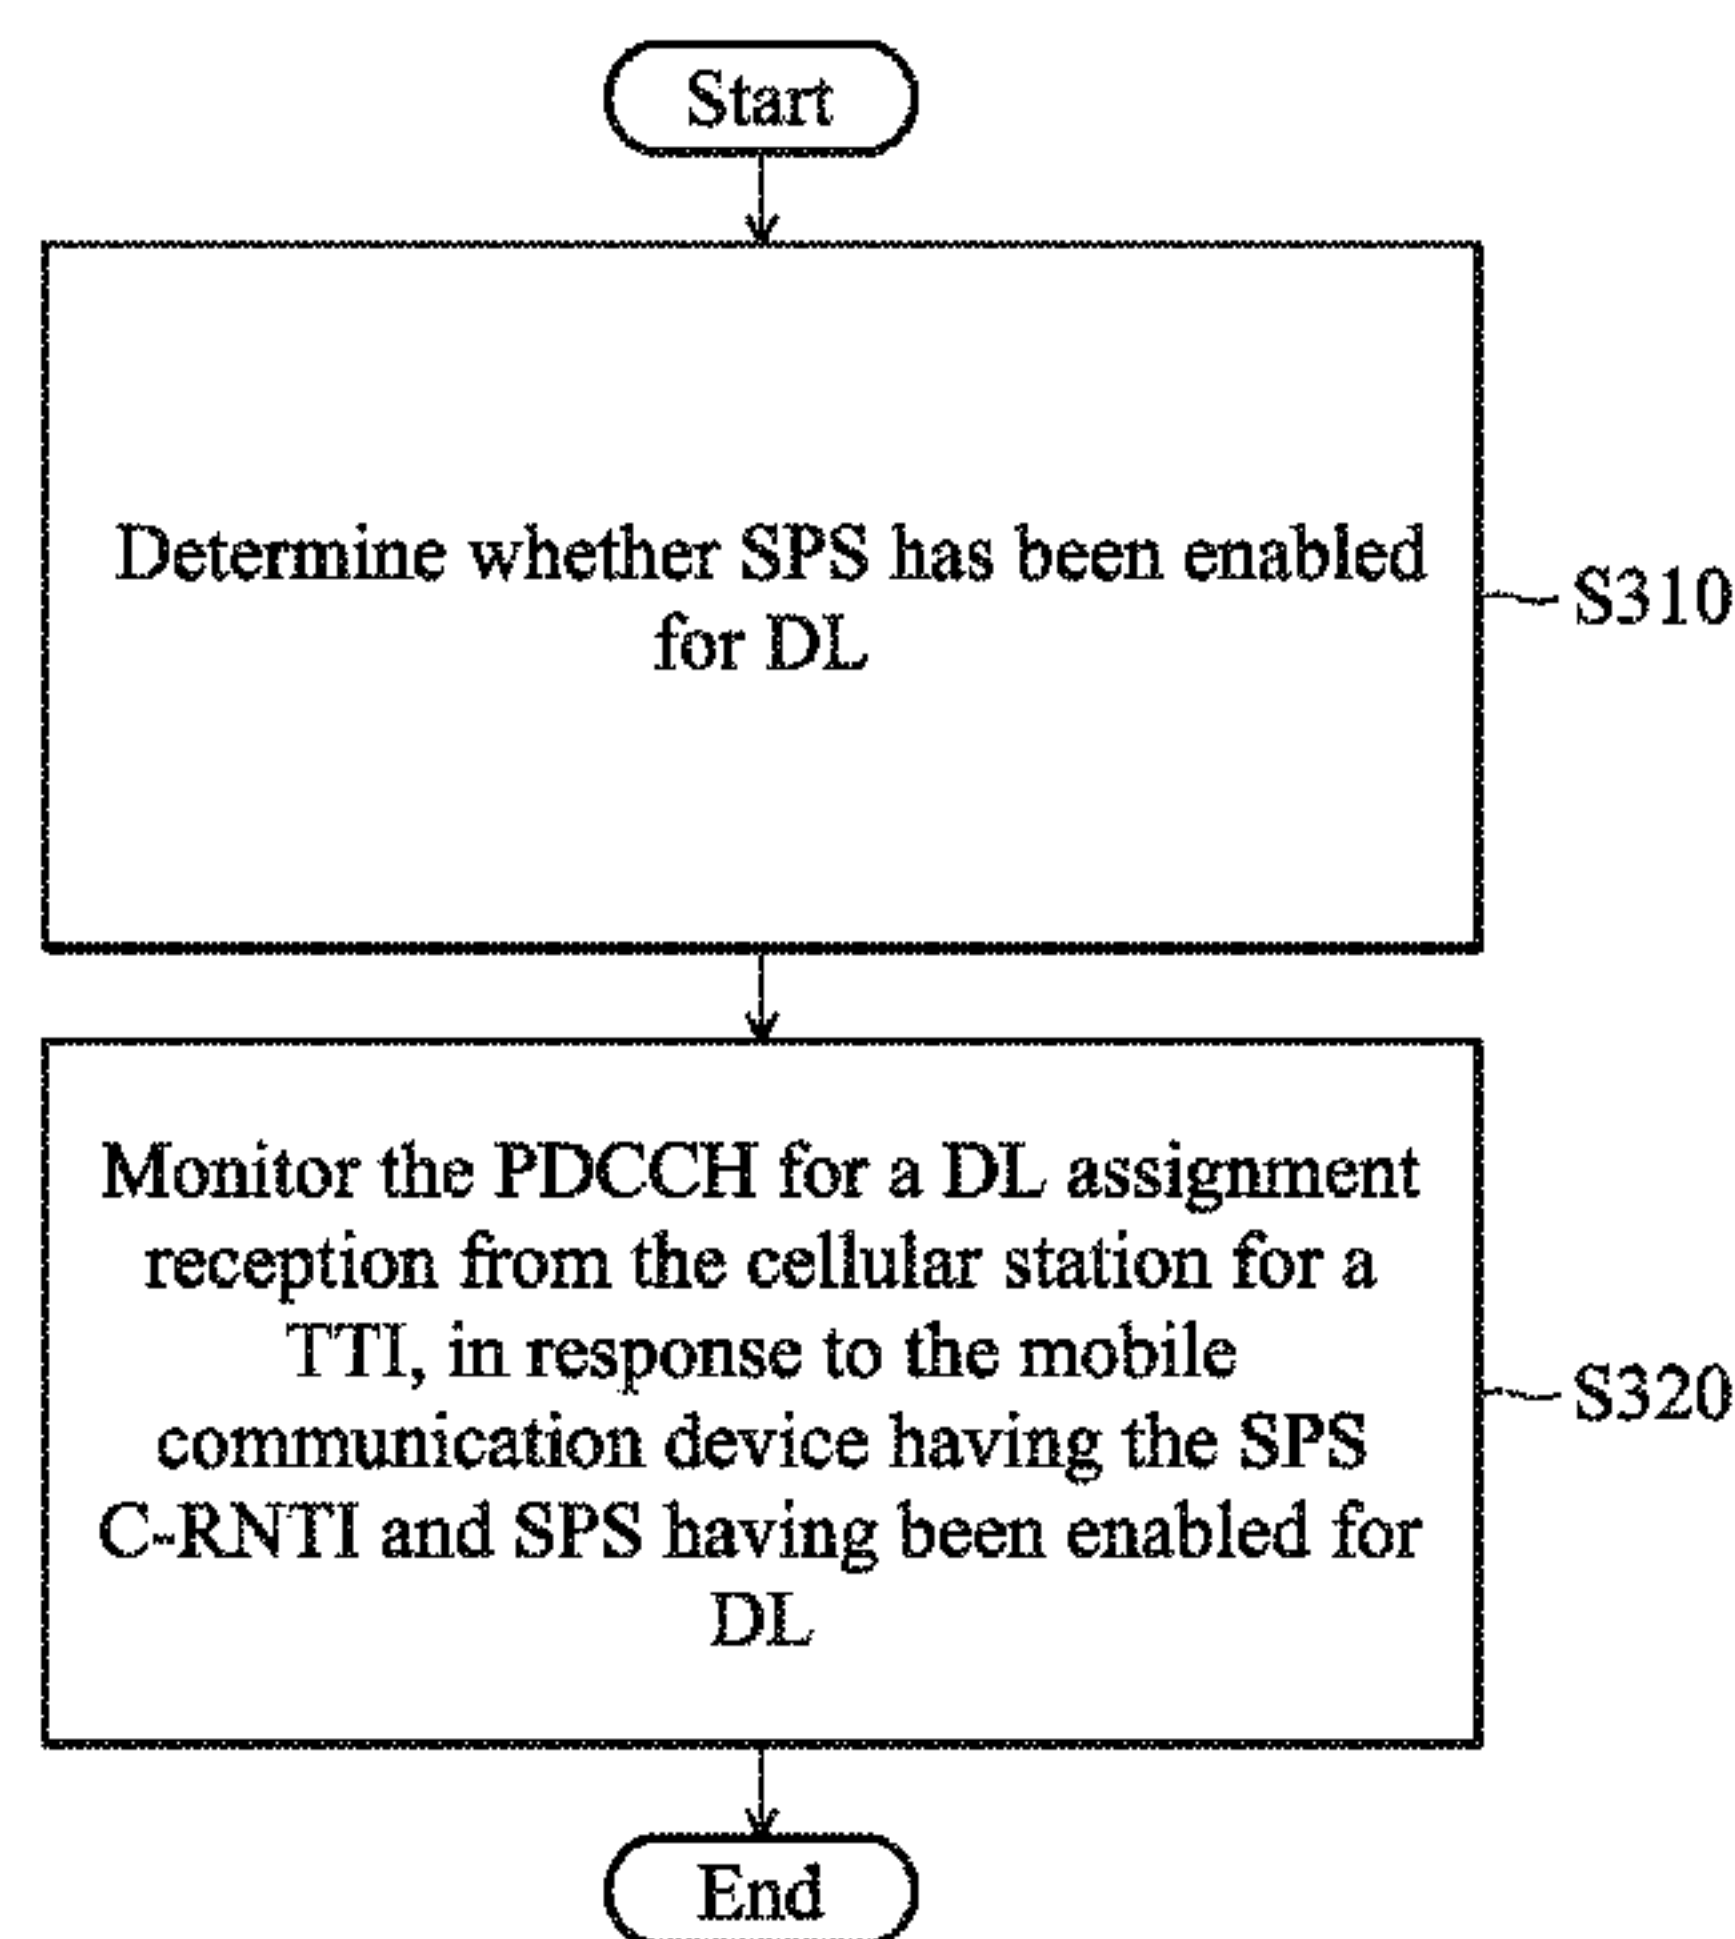 Start
Determine whether SPS has been enabled
for DL
S310
Monitor the PDCCH for a DL assignment
reception from the cellular station for a
TTI, in response to the mobile
communication device having the SPS
C-RNTI and SPS having been enabled for
DL
S320
End